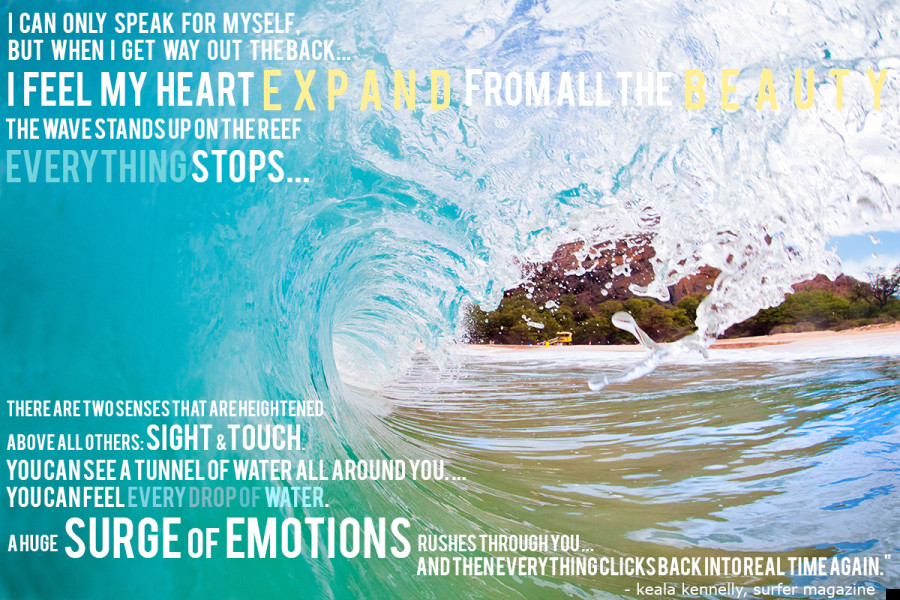 I CAN ONLY SPEAK FOR MYSELF,
BUT WHEN I GET WAY OUT THE BACK...
I FEEL MY HEART EXPAND FROM ALL THE BEAUTY
THE WAVE STANDS UP ON THE REEF
EVERYTHING STOPS...
THERE ARE TWO SENSES THAT ARE HEIGHTENED
ABOVE ALL OTHERS: SIGHT & TOUCH.
YOU CAN SEE A TUNNEL OF WATER ALL AROUND YOU....
YOU CAN FEEL EVERY DROP OF WATER.
A HUGE SURGE OF EMOTIONS RUSHES THROUGH YOU...
AND THEN EVERYTHING CLICKS BACK INTO REAL TIME AGAIN."
- keala kennelly, surfer magazine